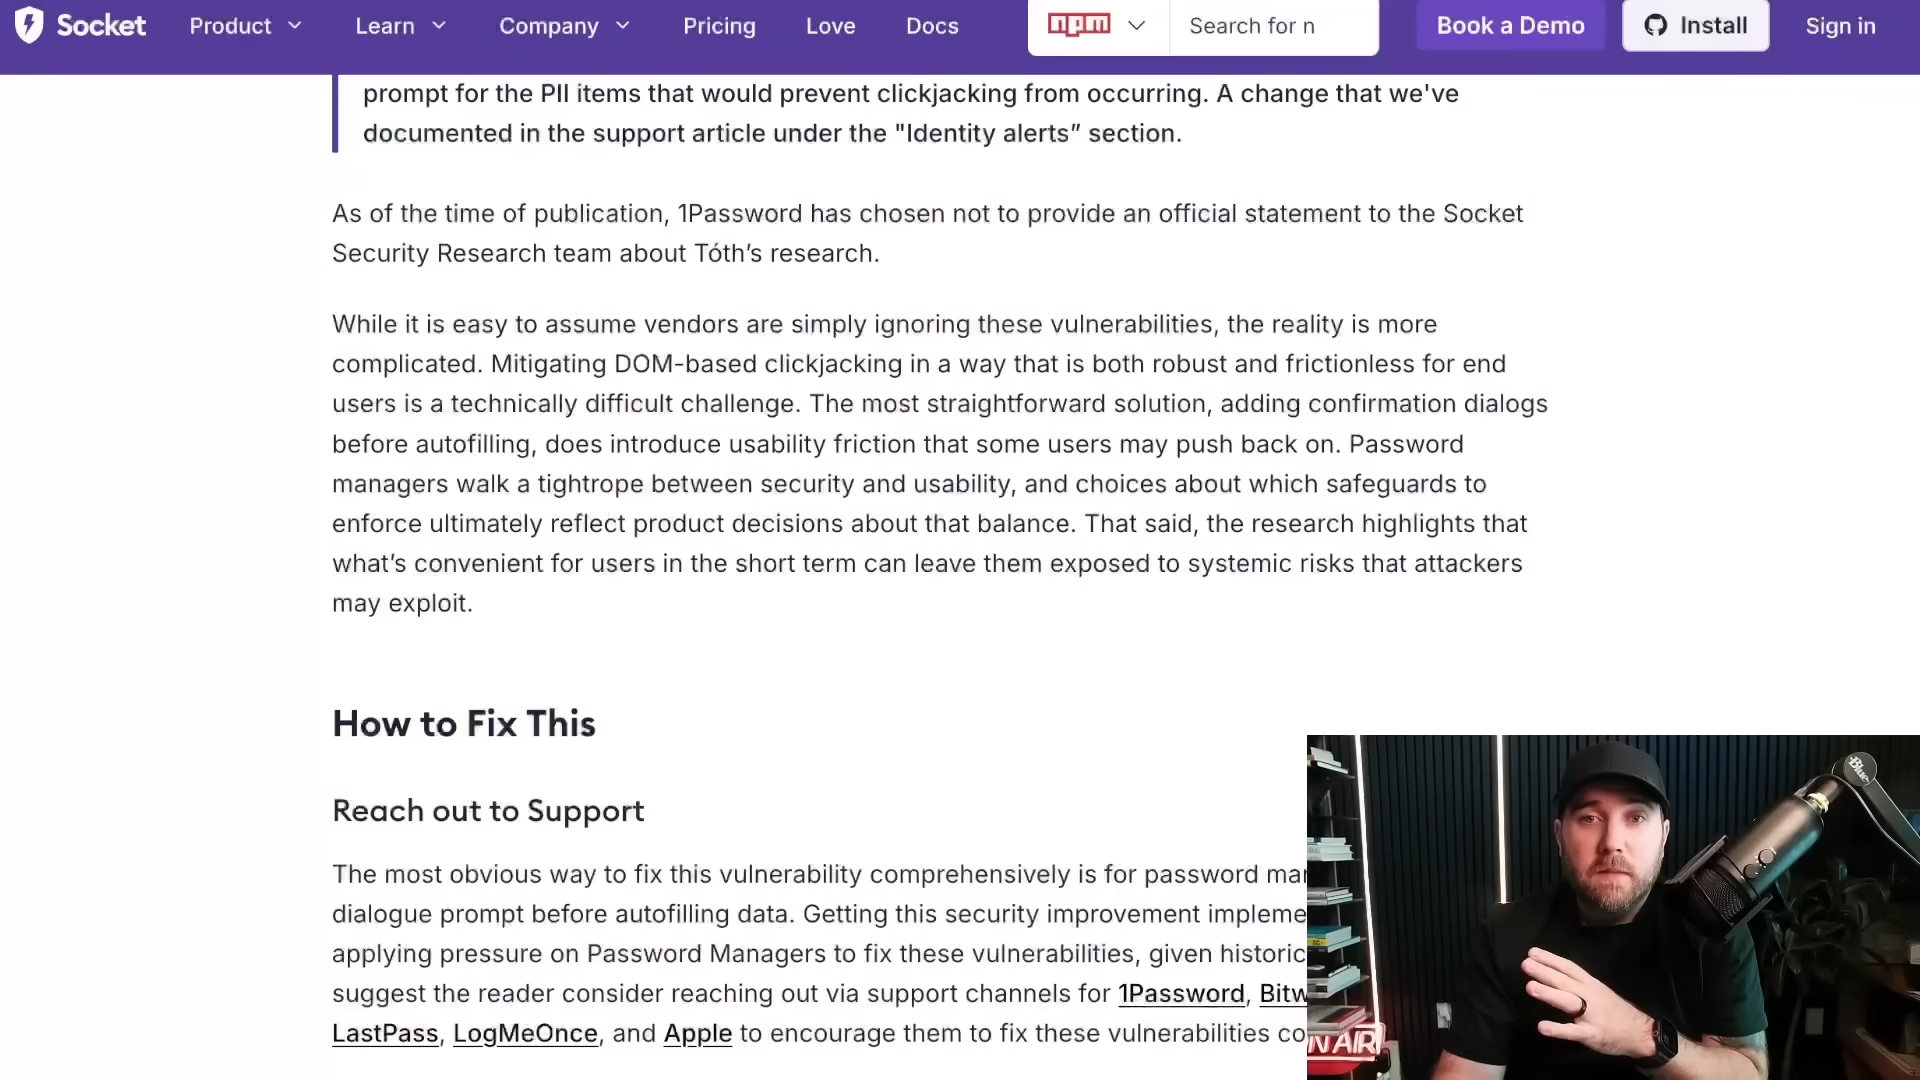 Socket
Product
Learn
Company
Pricing
Love
Docs
npm
Search for n
Book a Demo
Install
Sign in
prompt for the PII items that would prevent clickjacking from occurring. A change that we've
documented in the support article under the "Identity alerts” section.
As of the time of publication, 1Password has chosen not to provide an official statement to the Socket
Security Research team about Tóth’s research.
While it is easy to assume vendors are simply ignoring these vulnerabilities, the reality is more
complicated. Mitigating DOM-based clickjacking in a way that is both robust and frictionless for end
users is a technically difficult challenge. The most straightforward solution, adding confirmation dialogs
before autofilling, does introduce usability friction that some users may push back on. Password
managers walk a tightrope between security and usability, and choices about which safeguards to
enforce ultimately reflect product decisions about that balance. That said, the research highlights that
what’s convenient for users in the short term can leave them exposed to systemic risks that attackers
may exploit.
How to Fix This
Reach out to Support
The most obvious way to fix this vulnerability comprehensively is for password mar
dialogue prompt before autofilling data. Getting this security improvement impleme
applying pressure on Password Managers to fix these vulnerabilities, given historic
suggest the reader consider reaching out via support channels for 1Password, Bitw
LastPass, LogMeOnce, and Apple to encourage them to fix these vulnerabilities co
Blue
N AIR